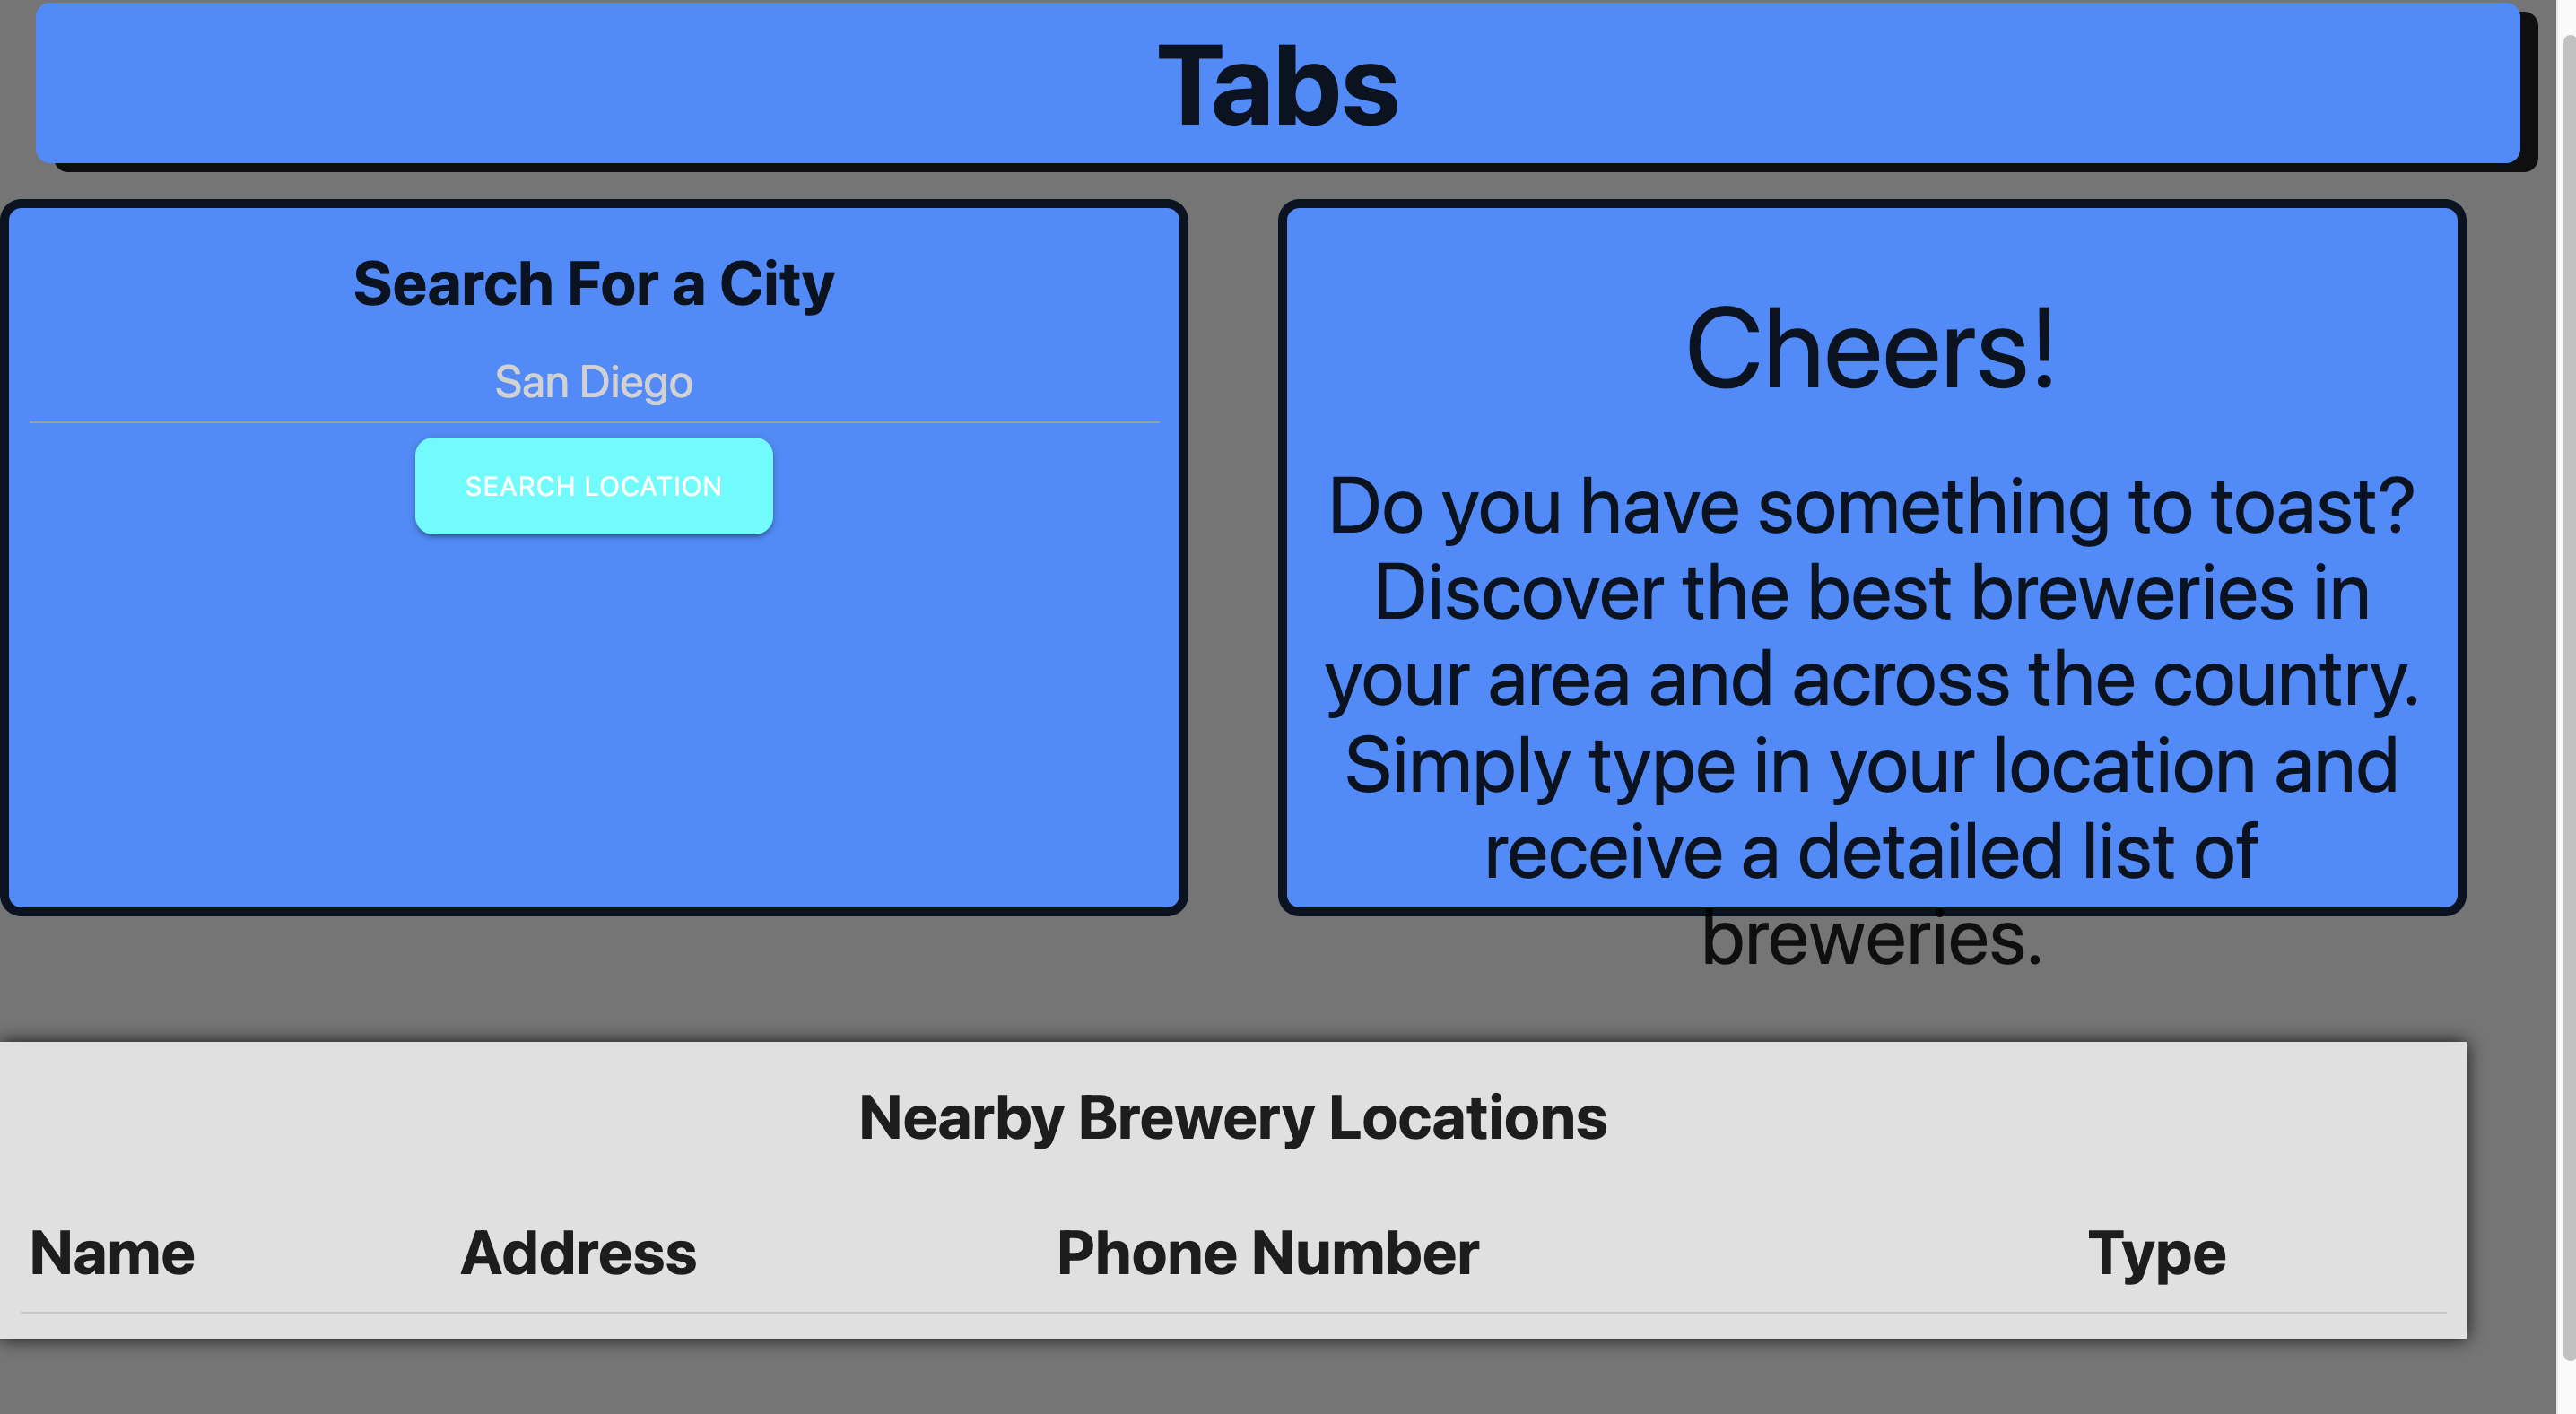 Tabs
Search For a City
San Diego
SEARCH LOCATION
Cheers!
Do you have something to toast?
Discover the best breweries in
your area and across the country.
Simply type in your location and
receive a detailed list of
breweries.
Nearby Brewery Locations
Name Address Phone Number Type